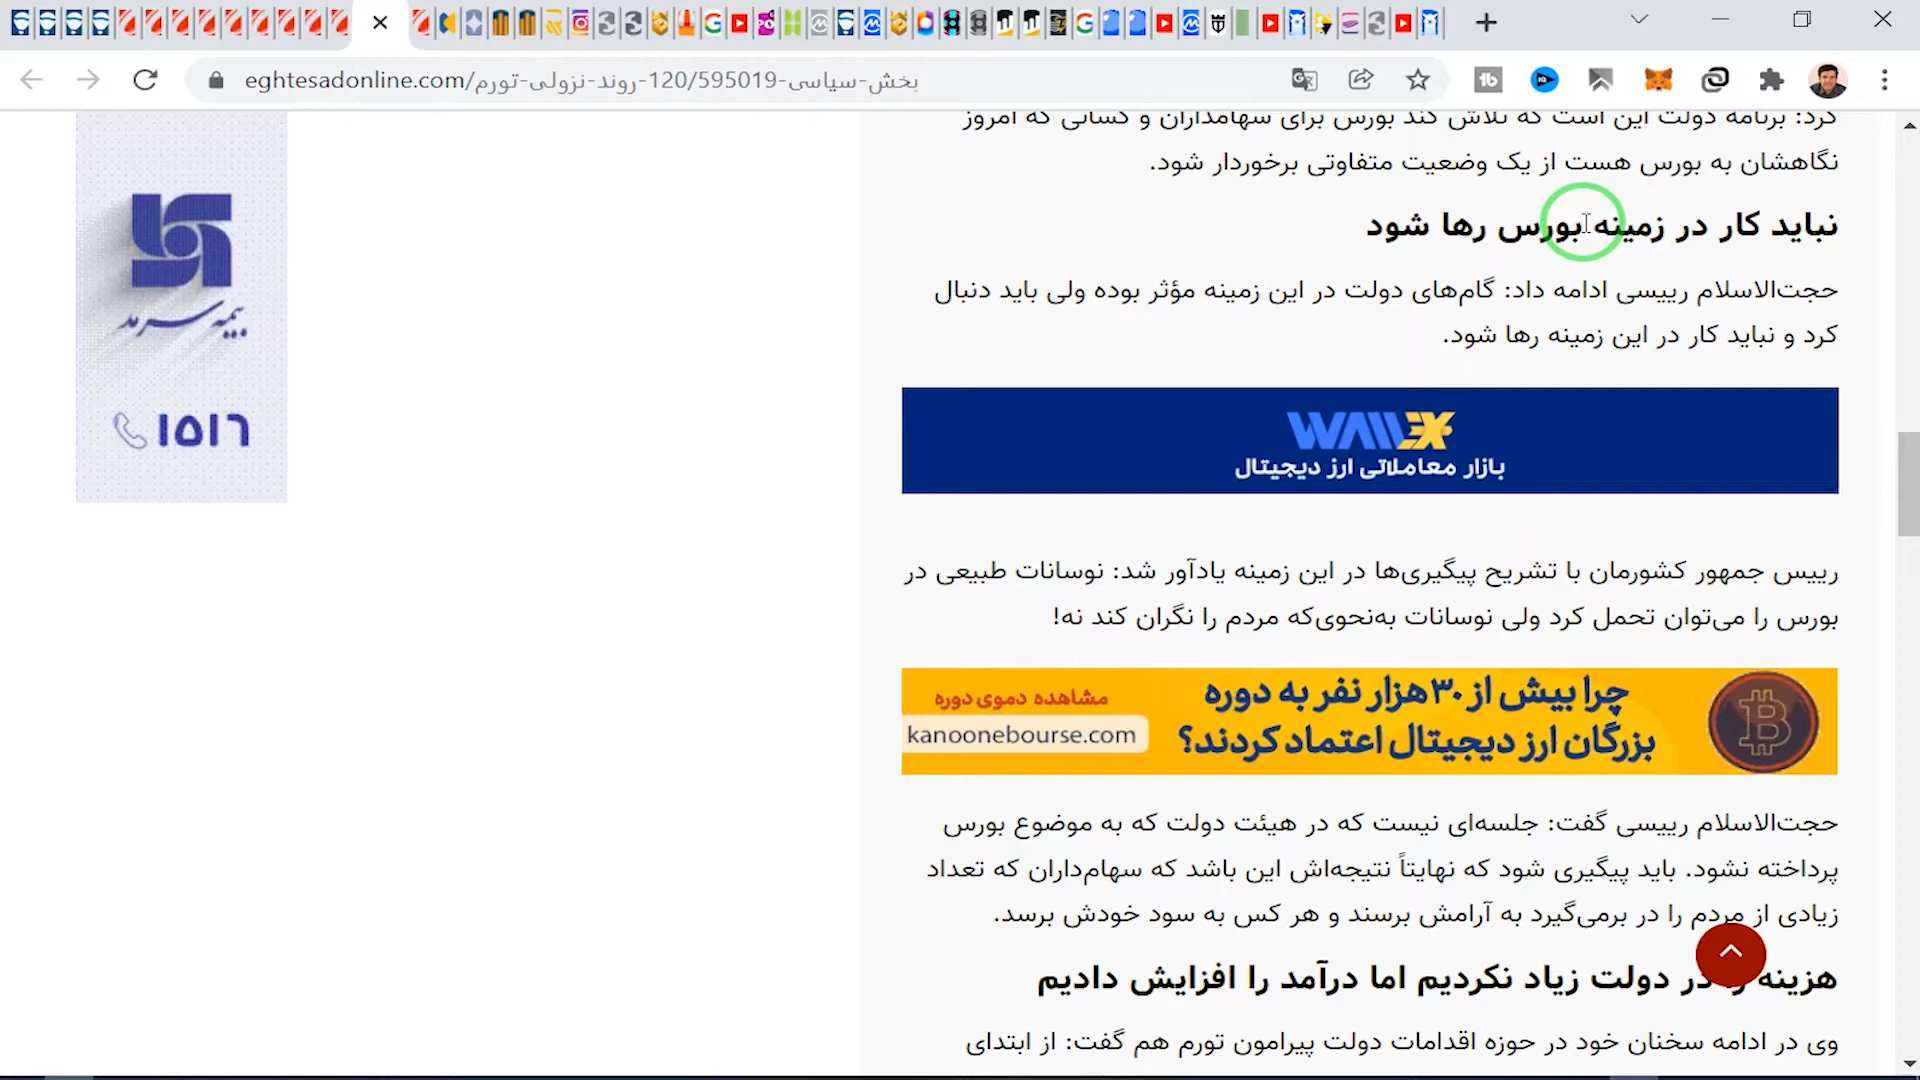 eghtesadonline.com/بخش-سیاسی-120/595019-روند-نزولی-تورم
کرد: برنامه دولت این است که تلاش کند بورس برای سهامداران و کسانی که امروز
نگاهشان به بورس هست از یک وضعیت متفاوتی برخوردار شود.
نباید کار در زمینه بورس رها شود
حجت‌الاسلام رییسی ادامه داد: گام‌های دولت در این زمینه مؤثر بوده ولی باید دنبال
کرد و نباید کار در این زمینه رها شود.
WALLEX
بازار معاملاتی ارز دیجیتال
رییس جمهور کشورمان با تشریح پیگیری‌ها در این زمینه یادآور شد: نوسانات طبیعی در
بورس را می‌توان تحمل کرد ولی نوسانات به‌نحوی‌که مردم را نگران کند نه!
چرا بیش از ۳۰ هزار نفر به دوره
بزرگان ارز دیجیتال اعتماد کردند؟
مشاهده دموی دوره
kanoonebourse.com
حجت‌الاسلام رییسی گفت: جلسه‌ای نیست که در هیئت دولت که به موضوع بورس
پرداخته نشود. باید پیگیری شود که نهایتاً نتیجه‌اش این باشد که سهام‌داران که تعداد
زیادی از مردم را در برمی‌گیرد به آرامش برسند و هر کس به سود خودش برسد.
هزینه را در دولت زیاد نکردیم اما درآمد را افزایش دادیم
وی در ادامه سخنان خود در حوزه اقدامات دولت پیرامون تورم هم گفت: از ابتدای
بیمه سرمد
۱۵۱۶